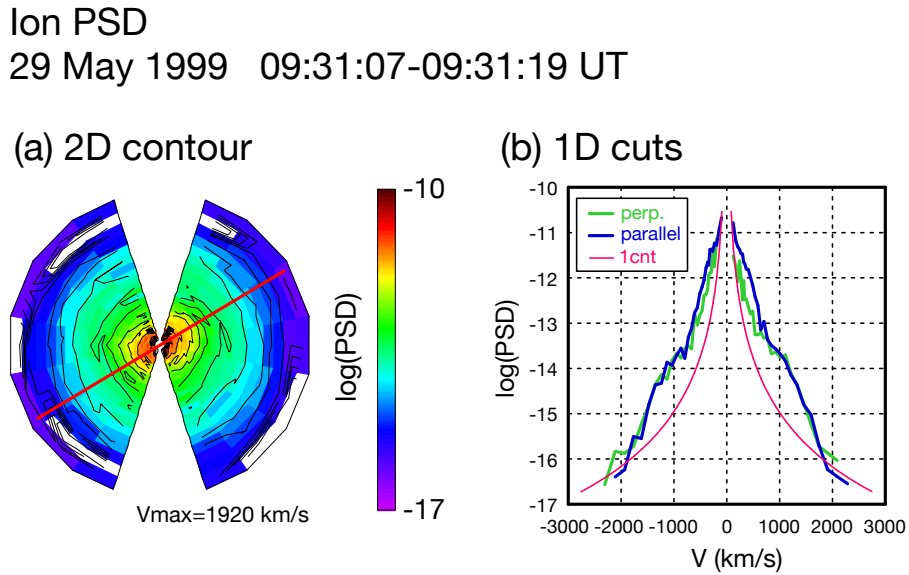 Ion PSD
29 May 1999 09:31:07-09:31:19 UT
(a) 2D contour
-10
log(PSD)
-17
Vmax=1920 km/s
(b) 1D cuts
-10
-11
-12
-13
-14
-15
-16
-17
log(PSD)
perp.
parallel
1cnt
-3000 -2000 -1000 0 1000 2000 3000
V (km/s)